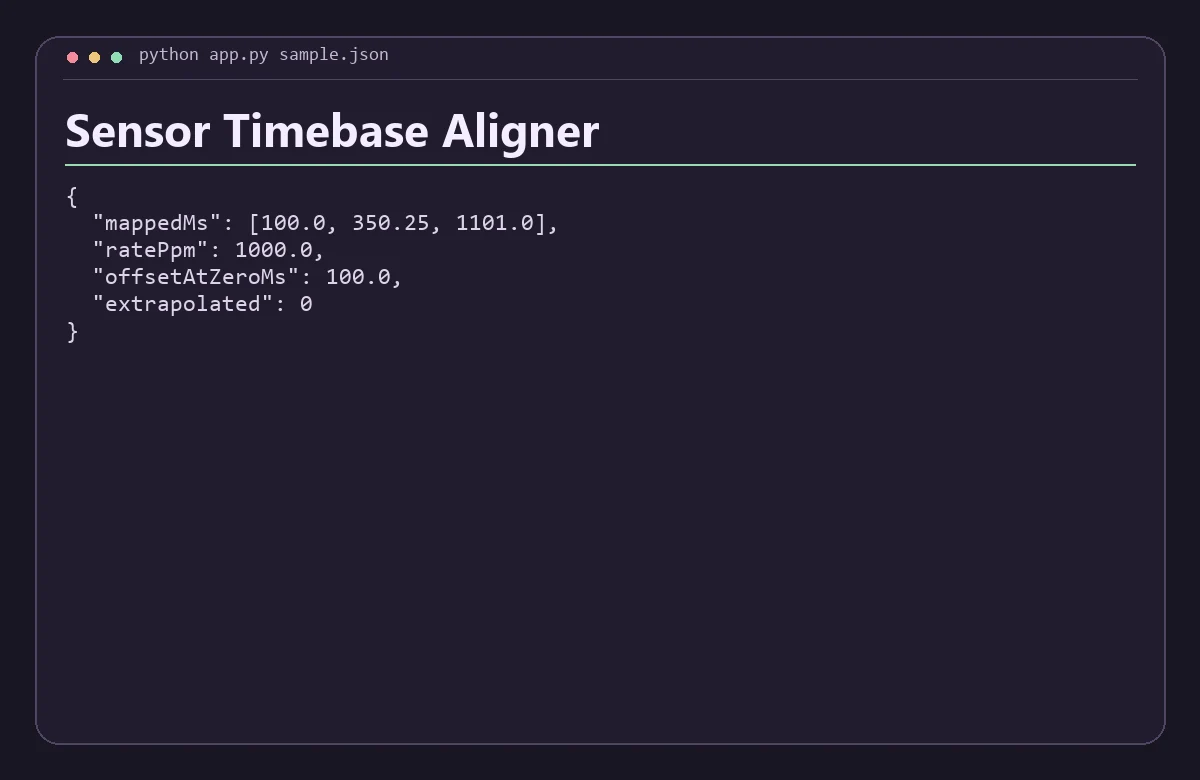 python app.py sample.json
Sensor Timebase Aligner
{
  "mappedMs": [100.0, 350.25, 1101.0],
  "ratePpm": 1000.0,
  "offsetAtZeroMs": 100.0,
  "extrapolated": 0
}